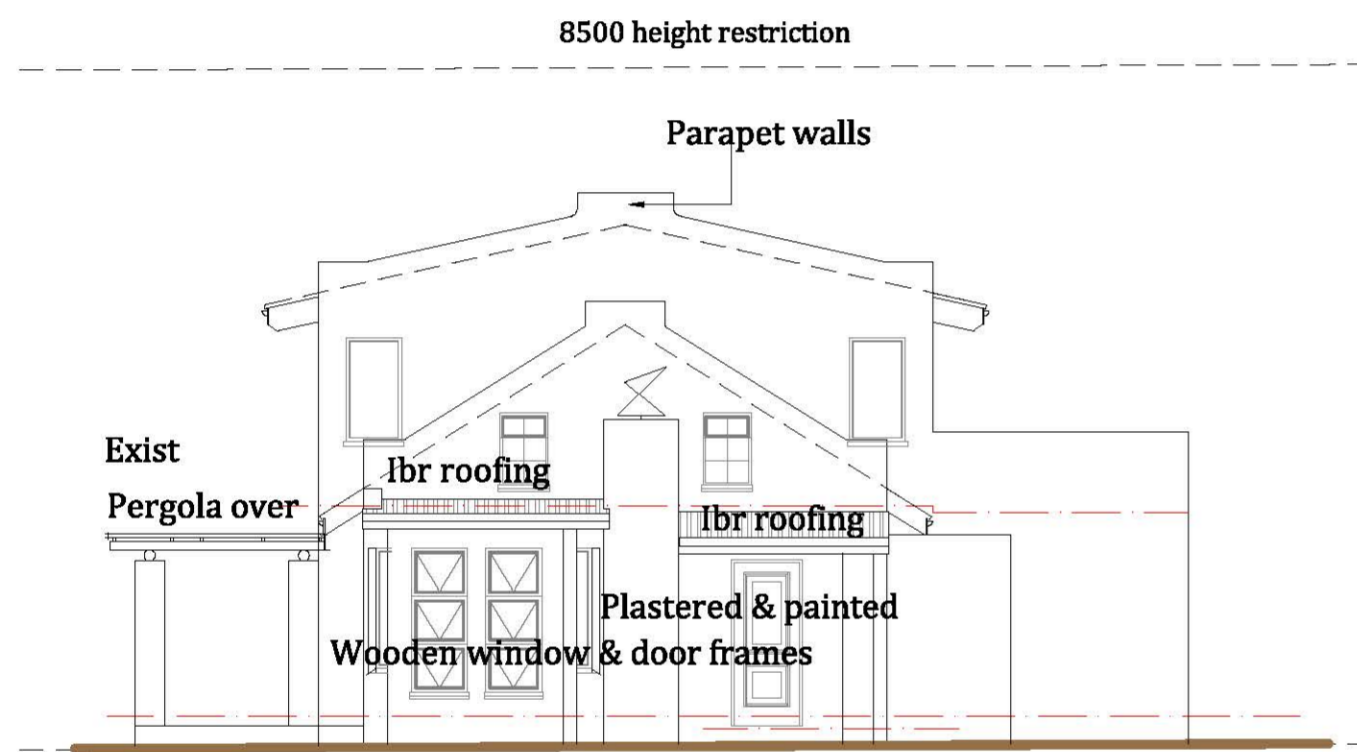 8500 height restriction
Parapet walls
Exist
Pergola over
Ibr roofing
Ibr roofing
Plastered & painted
Wooden window & door frames